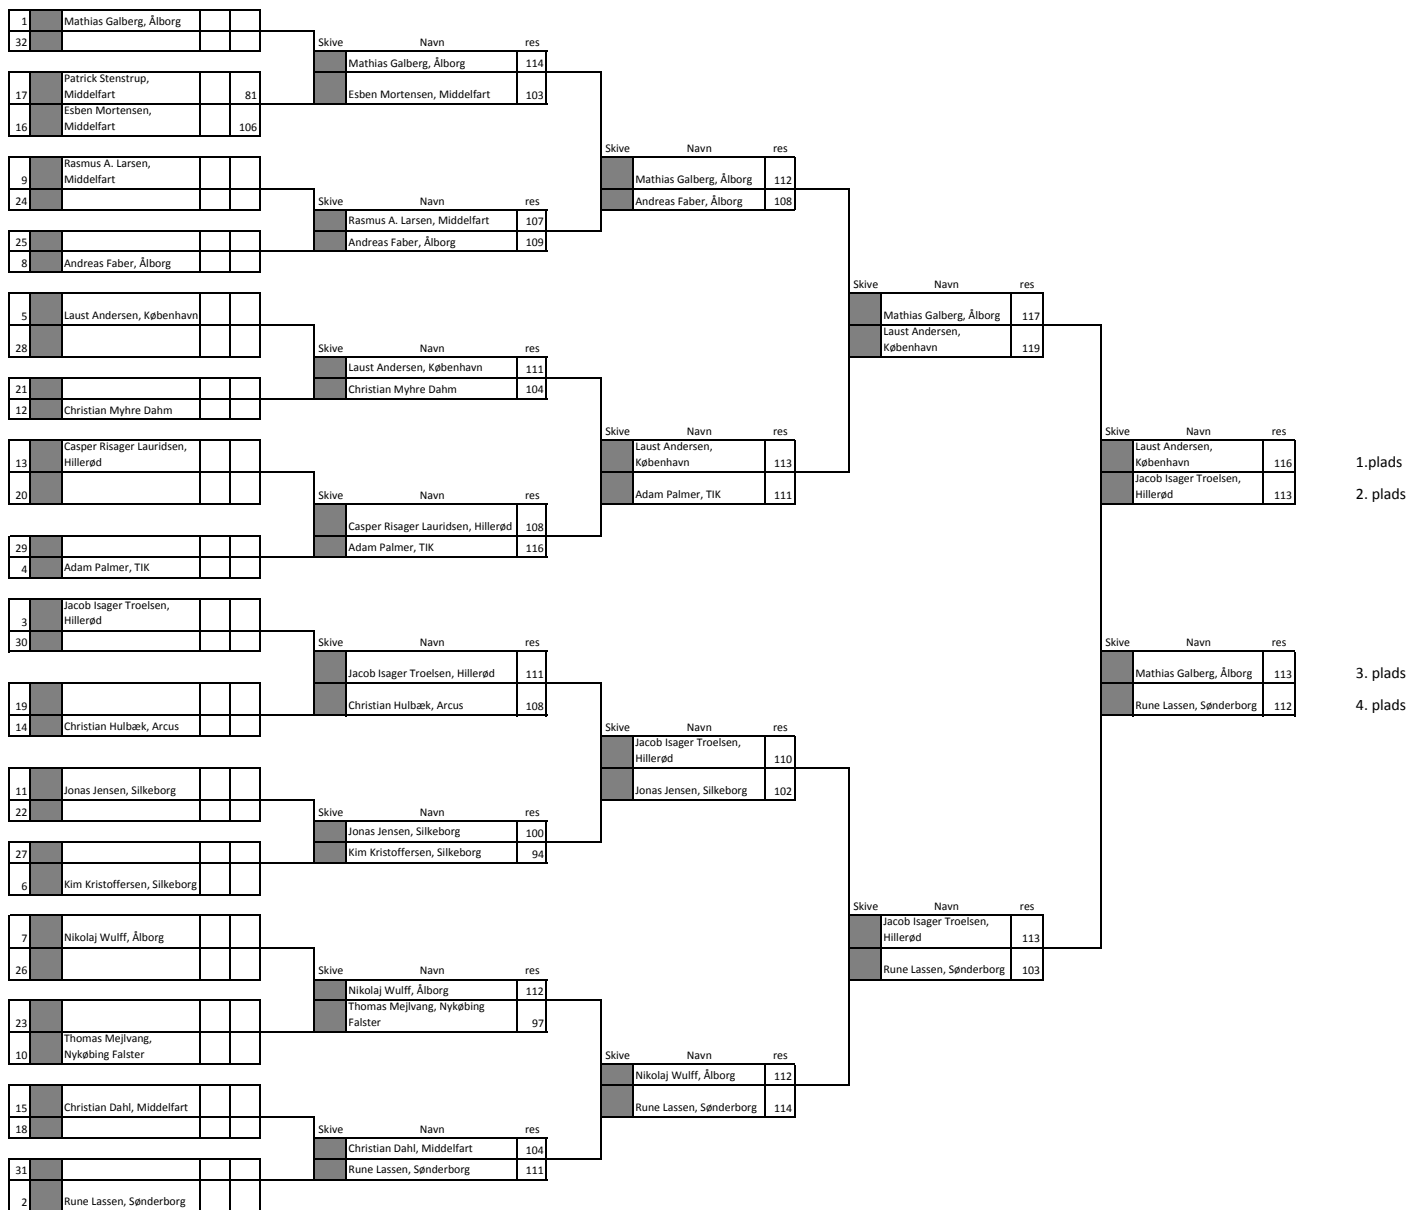 1 Mathias Galberg, Ålborg
32
Skive Navn res
Mathias Galberg, Ålborg 114
Esben Mortensen, Middelfart 103
Patrick Stenstrup,
17 Middelfart 81
Esben Mortensen,
16 Middelfart 106
Skive Navn res
Mathias Galberg, Ålborg 112
Andreas Faber, Ålborg 108
Rasmus A. Larsen,
9 Middelfart
24
Skive Navn res
Rasmus A. Larsen, Middelfart 107
Andreas Faber, Ålborg 109
25
8 Andreas Faber, Ålborg
Skive Navn res
Mathias Galberg, Ålborg 117
Laust Andersen,
København 119
5 Laust Andersen, København
28
Skive Navn res
Laust Andersen, København 111
Christian Myhre Dahm 104
21
12 Christian Myhre Dahm
Skive Navn res
Laust Andersen,
København 113
Adam Palmer, TIK 111
Skive Navn res
Laust Andersen,
København 116 1.plads
Jacob Isager Troelsen,
Hillerød 113 2. plads
Casper Risager Lauridsen,
13 Hillerød
20
Skive Navn res
Casper Risager Lauridsen, Hillerød 108
Adam Palmer, TIK 116
29
4 Adam Palmer, TIK
Jacob Isager Troelsen,
3 Hillerød
30
Skive Navn res
Jacob Isager Troelsen, Hillerød 111
Christian Hulbæk, Arcus 108
Skive Navn res
Mathias Galberg, Ålborg 113 3. plads
Rune Lassen, Sønderborg 112 4. plads
19
14 Christian Hulbæk, Arcus
Skive Navn res
Jacob Isager Troelsen,
Hillerød 110
Jonas Jensen, Silkeborg 102
11 Jonas Jensen, Silkeborg
22
Skive Navn res
Jonas Jensen, Silkeborg 100
Kim Kristoffersen, Silkeborg 94
27
6 Kim Kristoffersen, Silkeborg
Skive Navn res
Jacob Isager Troelsen,
Hillerød 113
Rune Lassen, Sønderborg 103
7 Nikolaj Wulff, Ålborg
26
Skive Navn res
Nikolaj Wulff, Ålborg 112
Thomas Mejlvang, Nykøbing
Falster 97
23
Thomas Mejlvang,
10 Nykøbing Falster
Skive Navn res
Nikolaj Wulff, Ålborg 112
Rune Lassen, Sønderborg 114
15 Christian Dahl, Middelfart
18
Skive Navn res
Christian Dahl, Middelfart 104
Rune Lassen, Sønderborg 111
31
2 Rune Lassen, Sønderborg